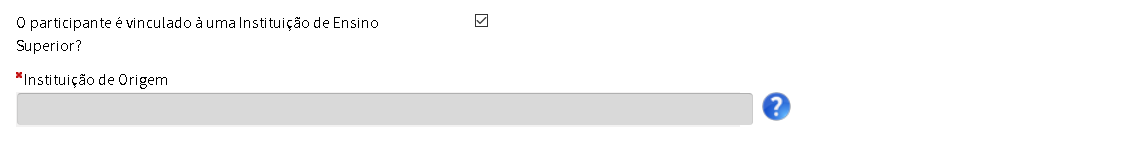 O participante é vinculado à uma Instituição de Ensino
Superior?
*Instituição de Origem
?